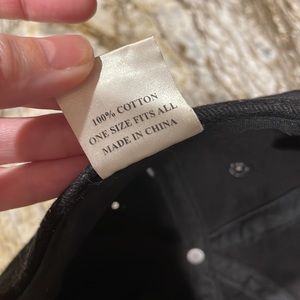 100% COTTON
ONE SIZE FITS ALL
MADE IN CHINA